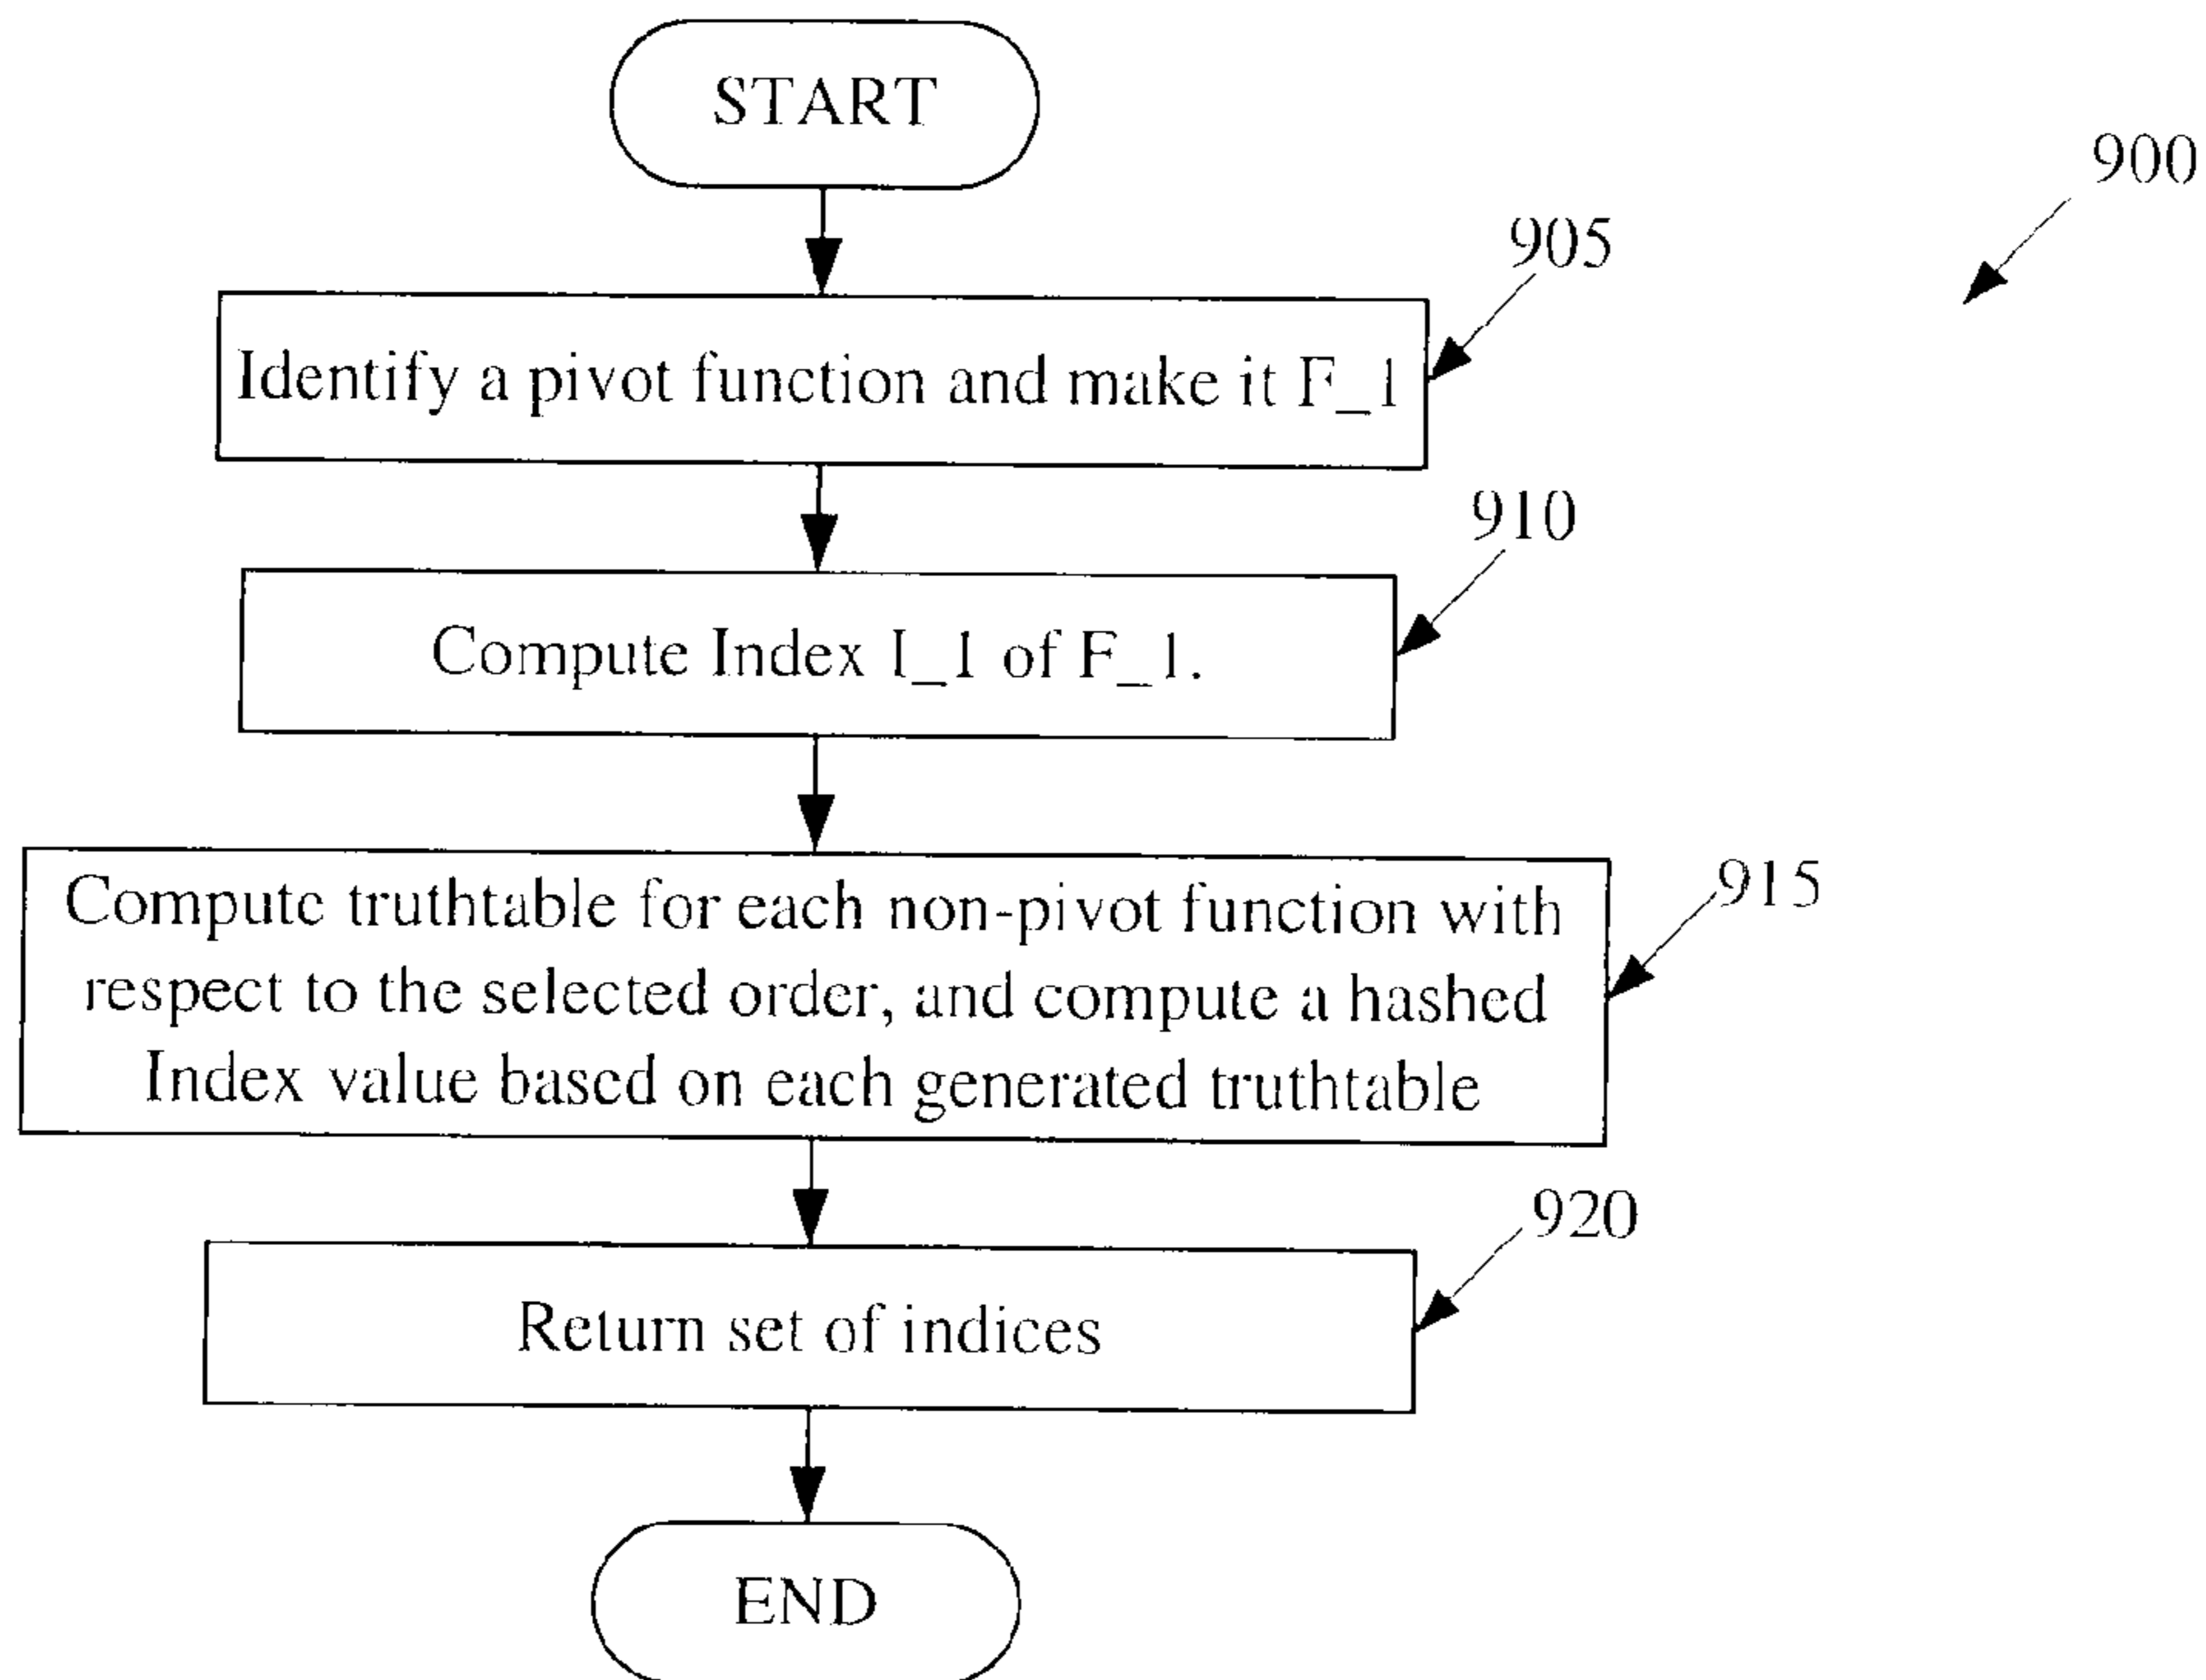 START
900
905
Identify a pivot function and make it F_1
910
Compute Index I_1 of F_1.
915
Compute truthtable for each non-pivot function with
respect to the selected order, and compute a hashed
Index value based on each generated truthtable
920
Return set of indices
END